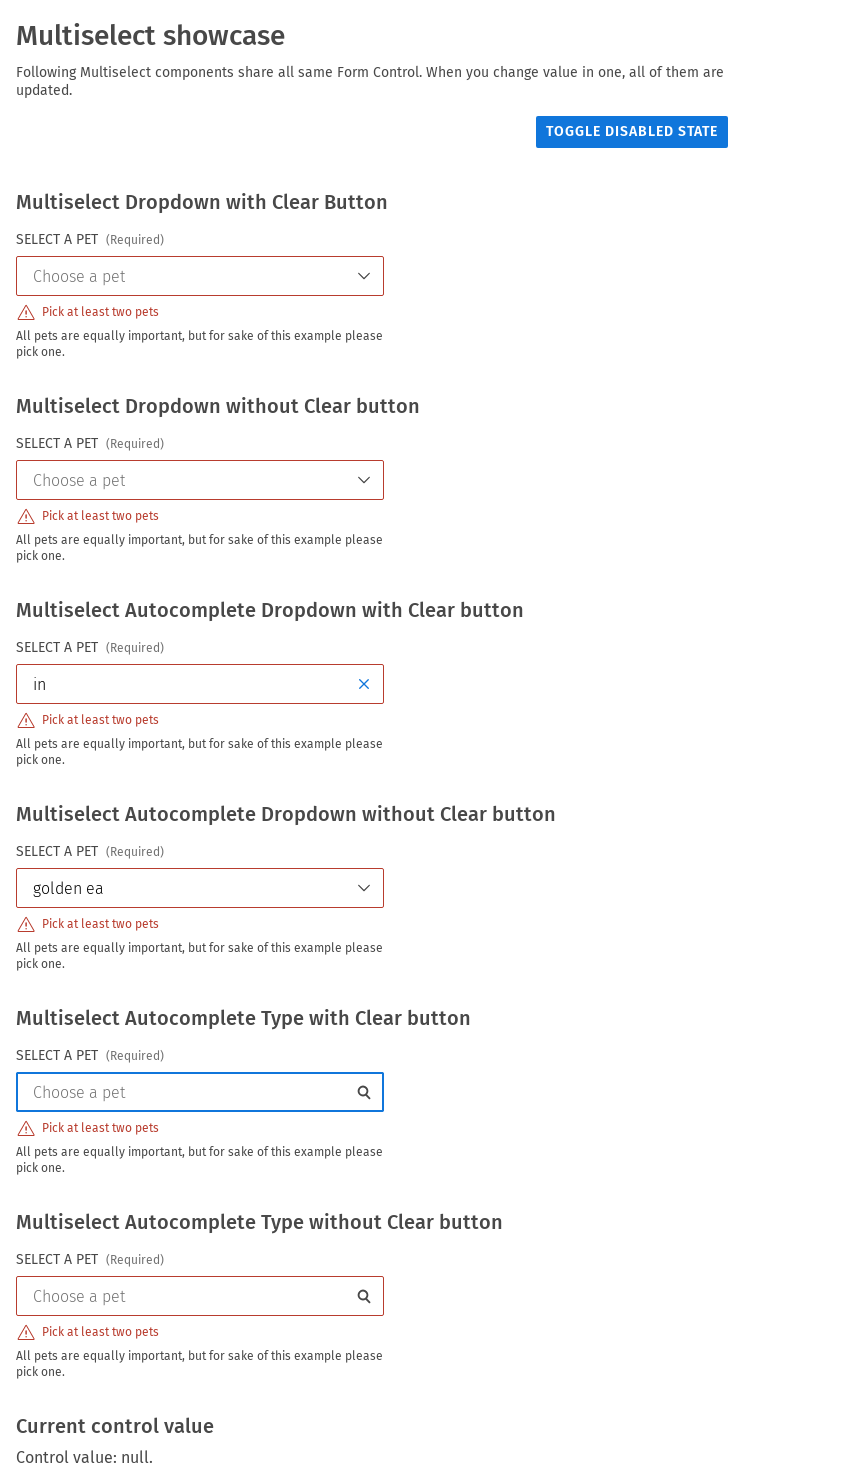 Multiselect showcase
Following Multiselect components share all same Form Control. When you change value in one, all of them are
updated.
TOGGLE DISABLED STATE
Multiselect Dropdown with Clear Button
SELECT A PET (Required)
Choose a pet
Pick at least two pets
All pets are equally important, but for sake of this example please
pick one.
Multiselect Dropdown without Clear button
SELECT A PET (Required)
Choose a pet
Pick at least two pets
All pets are equally important, but for sake of this example please
pick one.
Multiselect Autocomplete Dropdown with Clear button
SELECT A PET (Required)
in
Pick at least two pets
All pets are equally important, but for sake of this example please
pick one.
Multiselect Autocomplete Dropdown without Clear button
SELECT A PET (Required)
golden ea
Pick at least two pets
All pets are equally important, but for sake of this example please
pick one.
Multiselect Autocomplete Type with Clear button
SELECT A PET (Required)
Choose a pet
Pick at least two pets
All pets are equally important, but for sake of this example please
pick one.
Multiselect Autocomplete Type without Clear button
SELECT A PET (Required)
Choose a pet
Pick at least two pets
All pets are equally important, but for sake of this example please
pick one.
Current control value
Control value: null.